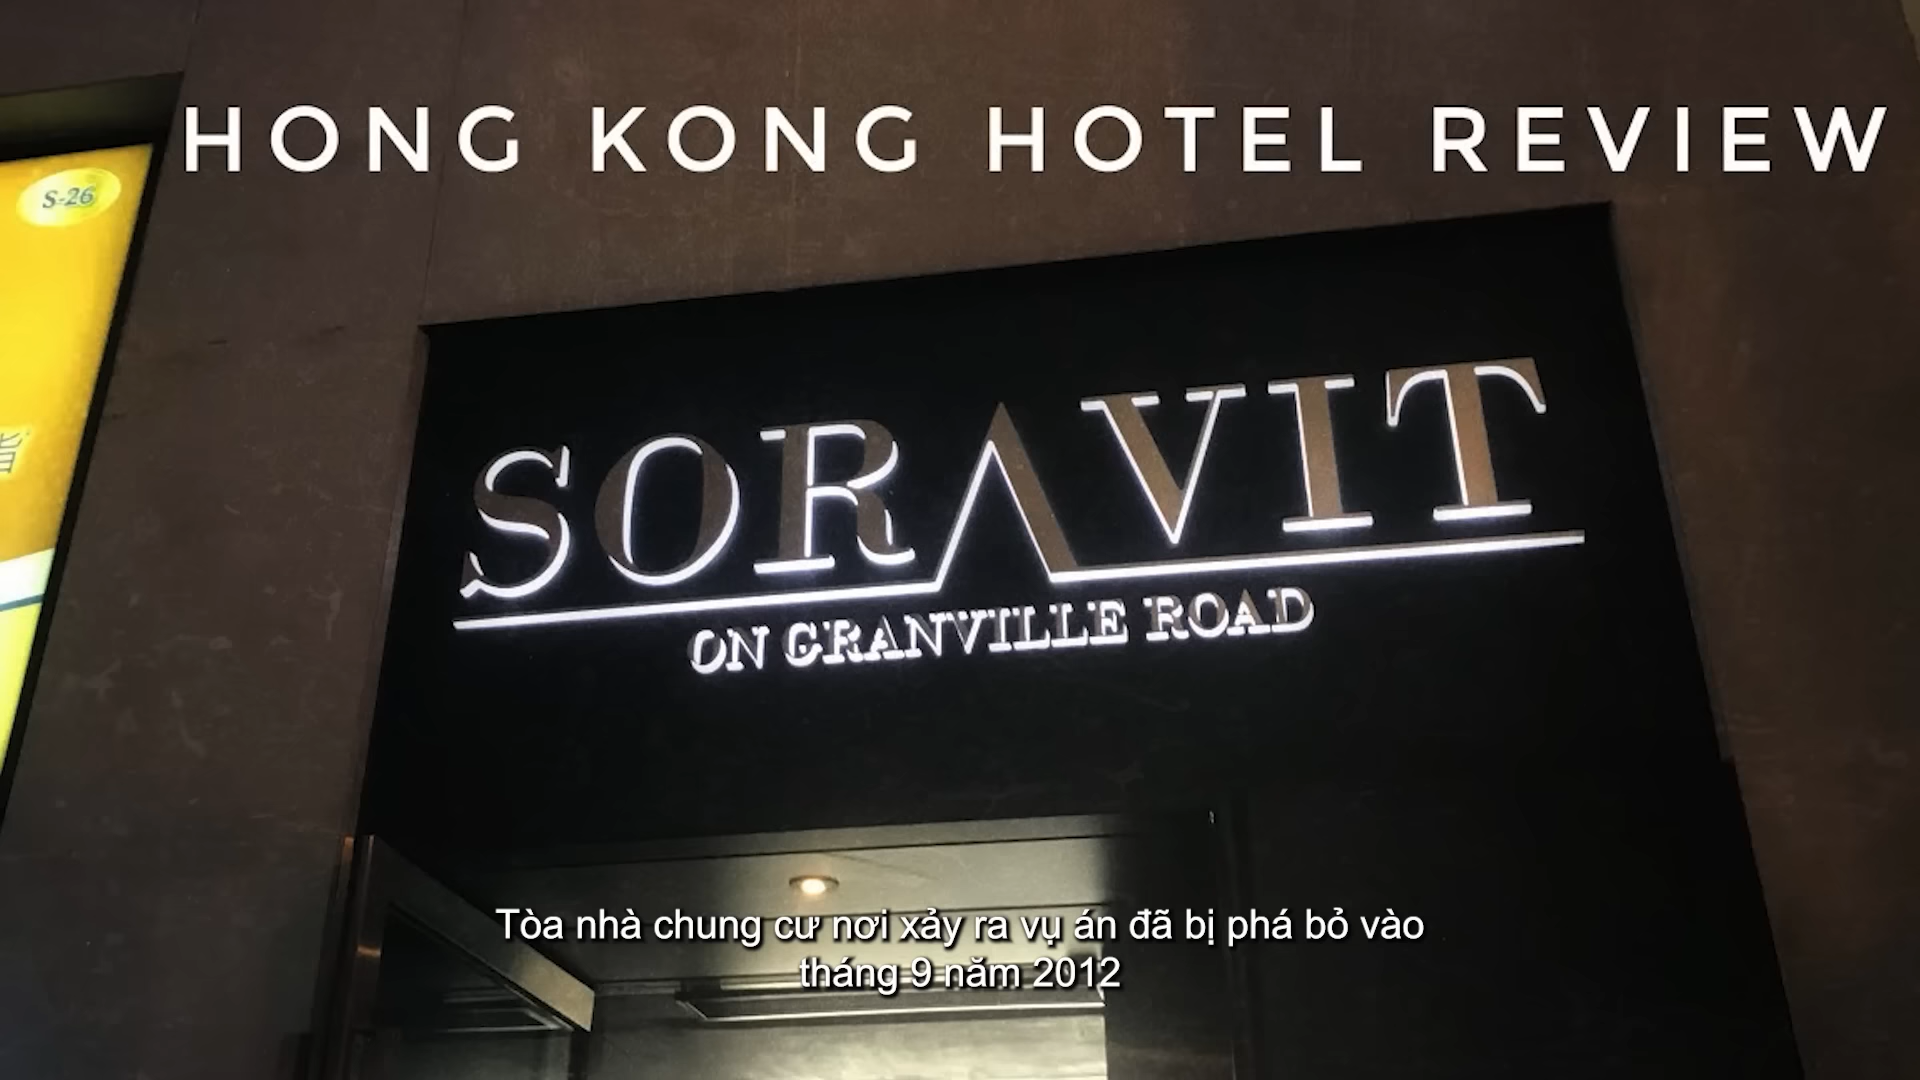 HONG KONG HOTEL REVIEW
S-26
SORAVIT
ON GRANVILLE ROAD
Tòa nhà chung cư nơi xảy ra vụ án đã bị phá bỏ vào
tháng 9 năm 2012